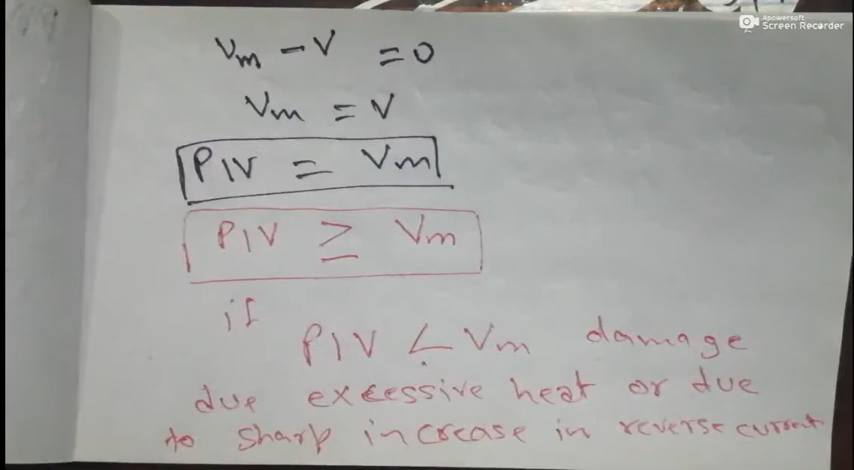 Apowersoft
Screen Recorder
Vm - V = 0
Vm = V
PIV = Vm
PIV ≥ Vm
if
PIV < Vm damage
due excessive heat or due
to sharp increase in reverse current